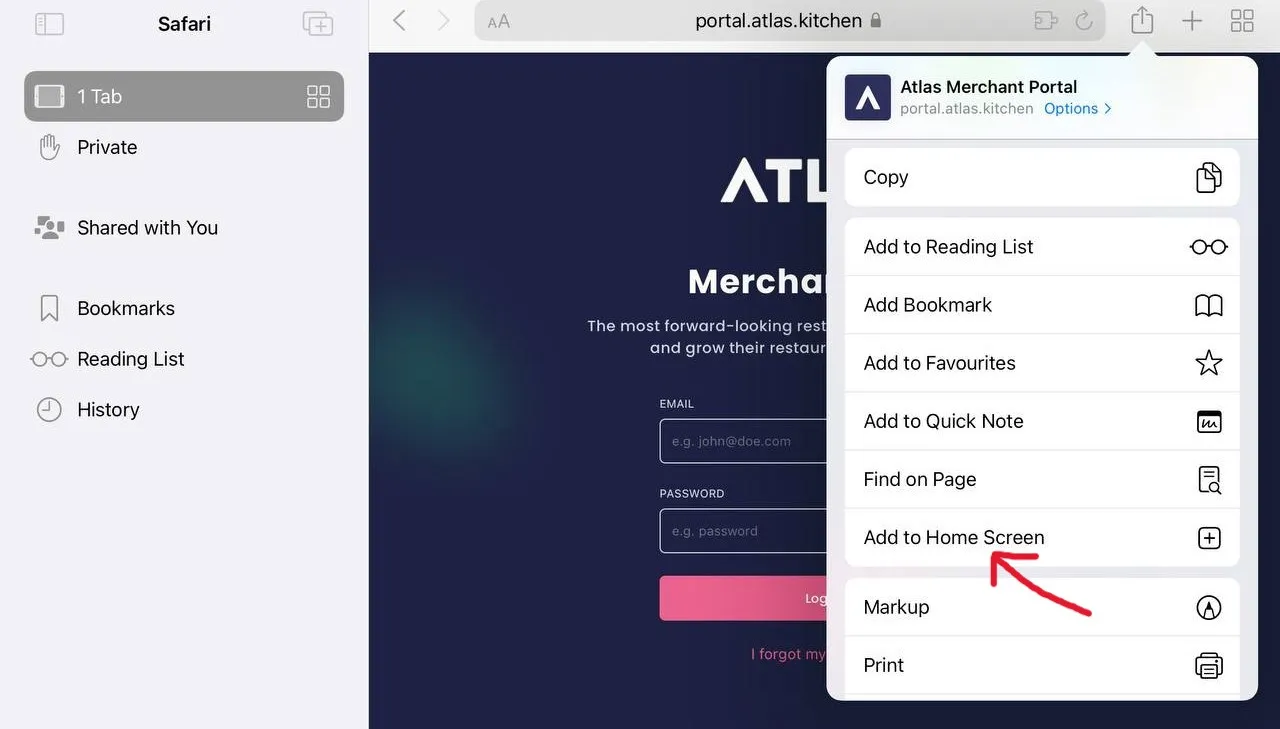 Safari
1 Tab
Private
Shared with You
Bookmarks
Reading List
History
AA
portal.atlas.kitchen
ATL
Merchan
The most forward-looking rest
and grow their restaur
EMAIL
e.g. john@doe.com
PASSWORD
e.g. password
Log
I forgot my
Atlas Merchant Portal
portal.atlas.kitchen Options >
Copy
Add to Reading List
Add Bookmark
Add to Favourites
Add to Quick Note
Find on Page
Add to Home Screen
Markup
Print